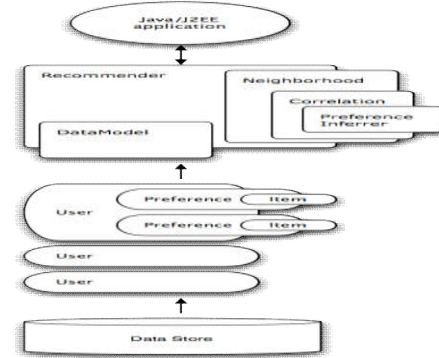 Java/J2EE
application
Recommender
Neighborhood
Correlation
Preference
Inferrer
DataModel
User
Preference
Item
Preference
Item
User
User
Data Store